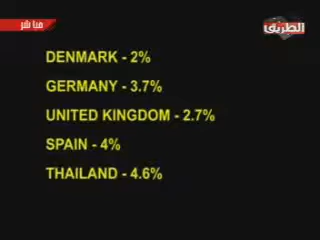 مباشر
الطريق
DENMARK - 2%
GERMANY - 3.7%
UNITED KINGDOM - 2.7%
SPAIN - 4%
THAILAND - 4.6%